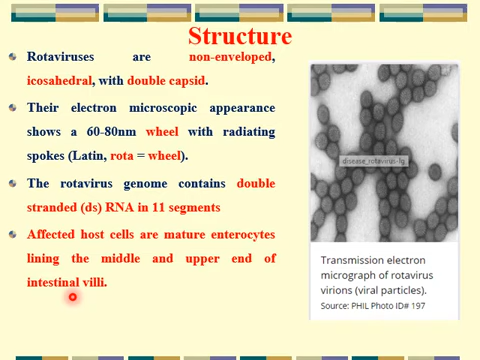 Structure
Rotaviruses are non-enveloped,
icosahedral, with double capsid.
Their electron microscopic appearance
shows a 60-80nm wheel with radiating
spokes (Latin, rota = wheel).
The rotavirus genome contains double
stranded (ds) RNA in 11 segments
Affected host cells are mature enterocytes
lining the middle and upper end of
intestinal villi.
disease_rotavirus-lg
Transmission electron
micrograph of rotavirus
virions (viral particles).
Source: PHIL Photo ID# 197